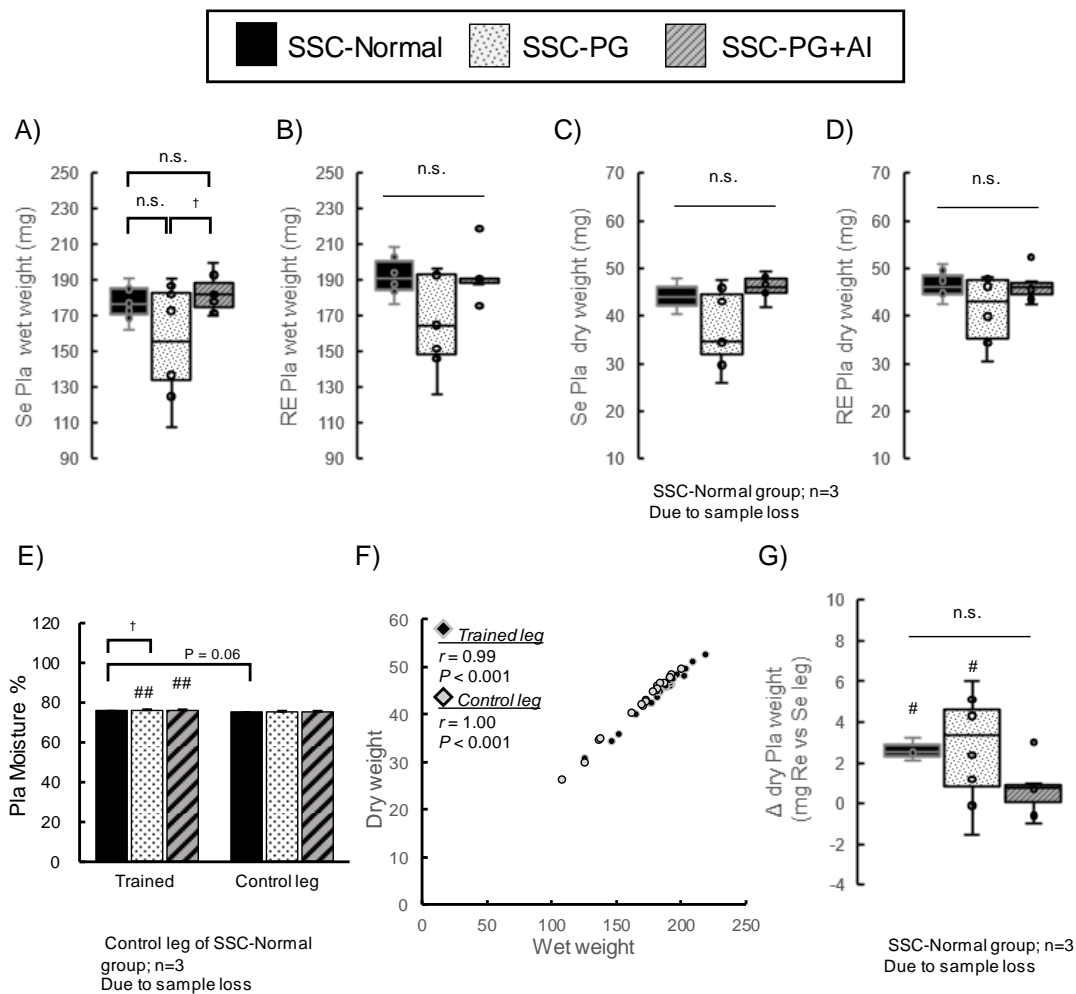 SSC-Normal SSC-PG SSC-PG+AI
A)
n.s.
n.s. †
Se Pla wet weight (mg)
250
230
210
190
170
150
130
110
90
B)
n.s.
RE Pla wet weight (mg)
250
230
210
190
170
150
130
110
90
C)
n.s.
Se Pla dry weight (mg)
70
60
50
40
30
20
10
SSC-Normal group; n=3
Due to sample loss
D)
n.s.
RE Pla dry weight (mg)
70
60
50
40
30
20
10
E)
†
P = 0.06
## ##
Pla Moisture %
120
100
80
60
40
20
0
Trained Control leg
Control leg of SSC-Normal
group; n=3
Due to sample loss
F)
Trained leg
r = 0.99
P < 0.001
Control leg
r = 1.00
P < 0.001
Dry weight
60
50
40
30
20
10
0
0 50 100 150 200 250
Wet weight
G)
n.s.
#
#
Δ dry Pla weight
(mg Re vs Se leg)
10
8
6
4
2
0
-2
-4
SSC-Normal group; n=3
Due to sample loss